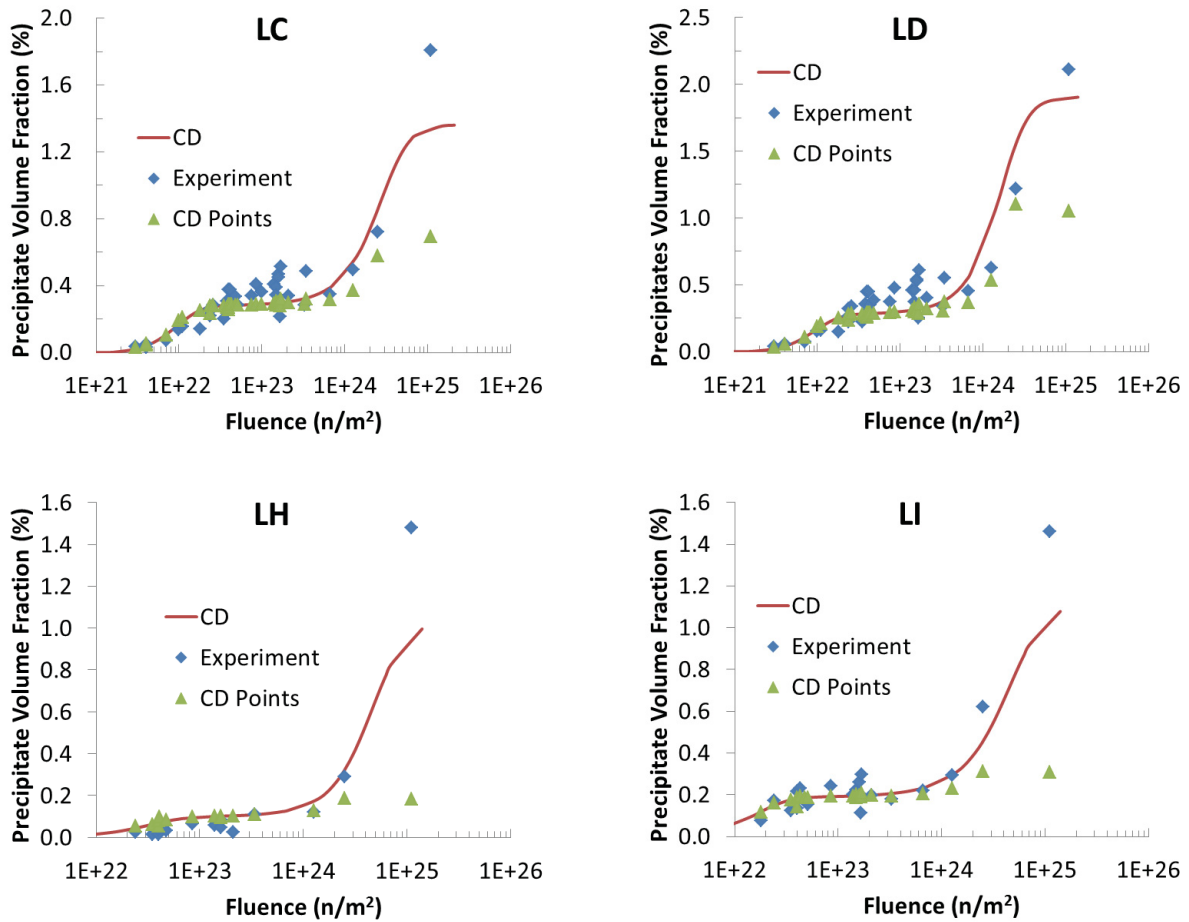 LC
Precipitate Volume Fraction (%)
2.0
1.6
1.2
0.8
0.4
0.0
CD
Experiment
CD Points
1E+21 1E+22 1E+23 1E+24 1E+25 1E+26
Fluence (n/m²)
LD
Precipitates Volume Fraction (%)
2.5
2.0
1.5
1.0
0.5
0.0
CD
Experiment
CD Points
1E+21 1E+22 1E+23 1E+24 1E+25 1E+26
Fluence (n/m²)
LH
Precipitate Volume Fraction (%)
1.6
1.4
1.2
1.0
0.8
0.6
0.4
0.2
0.0
CD
Experiment
CD Points
1E+22 1E+23 1E+24 1E+25 1E+26
Fluence (n/m²)
LI
Precipitate Volume Fraction (%)
1.6
1.4
1.2
1.0
0.8
0.6
0.4
0.2
0.0
CD
Experiment
CD Points
1E+22 1E+23 1E+24 1E+25 1E+26
Fluence (n/m²)